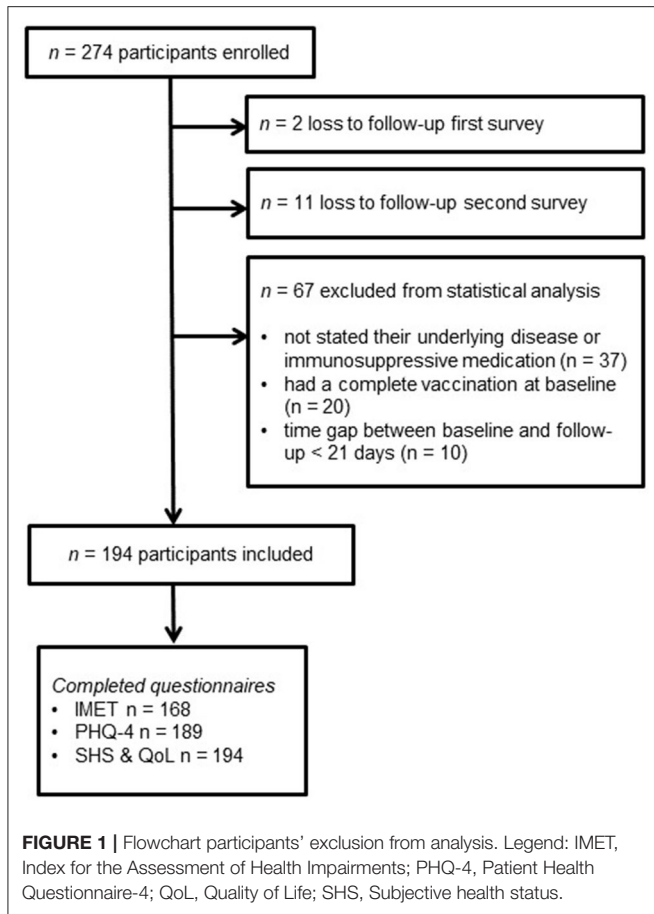 n = 274 participants enrolled
n = 2 loss to follow-up first survey
n = 11 loss to follow-up second survey
n = 67 excluded from statistical analysis
• not stated their underlying disease or
immunosuppressive medication (n = 37)
• had a complete vaccination at baseline
(n = 20)
• time gap between baseline and follow-
up < 21 days (n = 10)
n = 194 participants included
Completed questionnaires
• IMET n = 168
• PHQ-4 n = 189
• SHS & QoL n = 194
FIGURE 1 | Flowchart participants’ exclusion from analysis. Legend: IMET,
Index for the Assessment of Health Impairments; PHQ-4, Patient Health
Questionnaire-4; QoL, Quality of Life; SHS, Subjective health status.